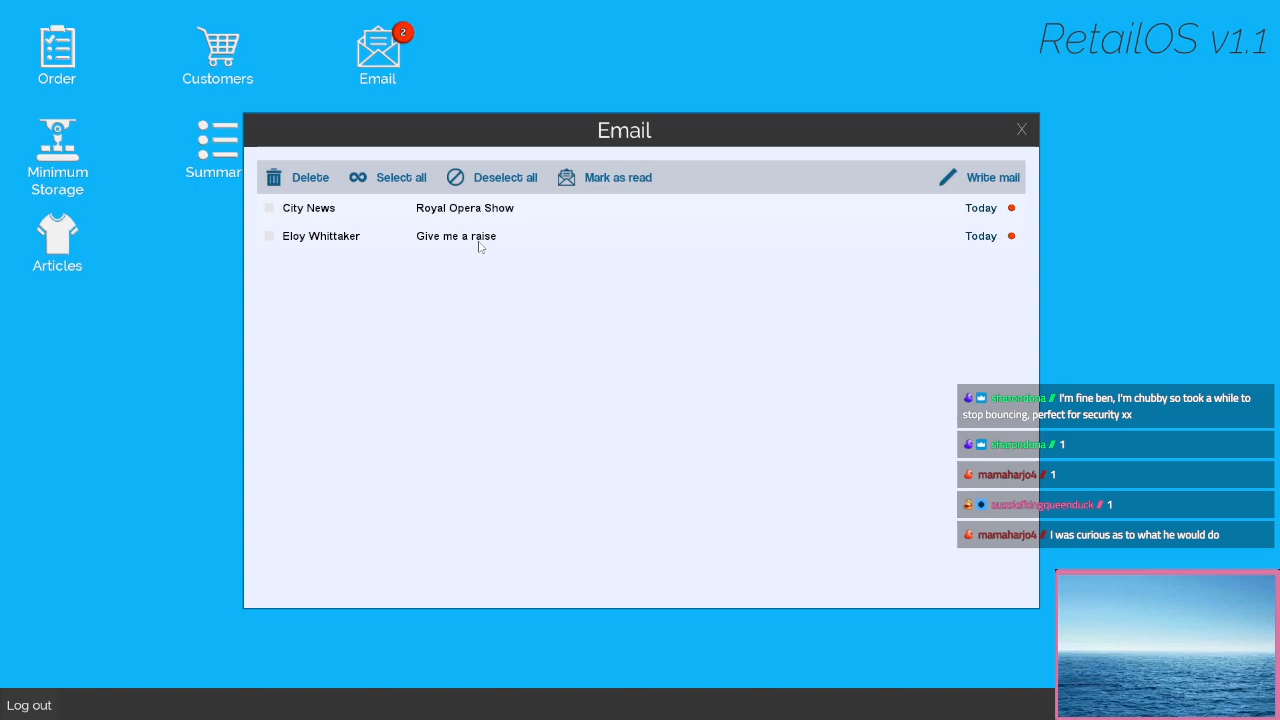 RetailOS v1.1
Order
Customers
Email
2
Minimum
Storage
Summar
Articles
Email
X
Delete
Select all
Deselect all
Mark as read
Write mail
City News Royal Opera Show Today
Eloy Whittaker Give me a raise Today
sharondona // I'm fine ben, I'm chubby so took a while to
stop bouncing, perfect for security xx
sharondona // 1
mamaharjo4 // 1
// 1
mamaharjo4 // I was curious as to what he would do
Log out